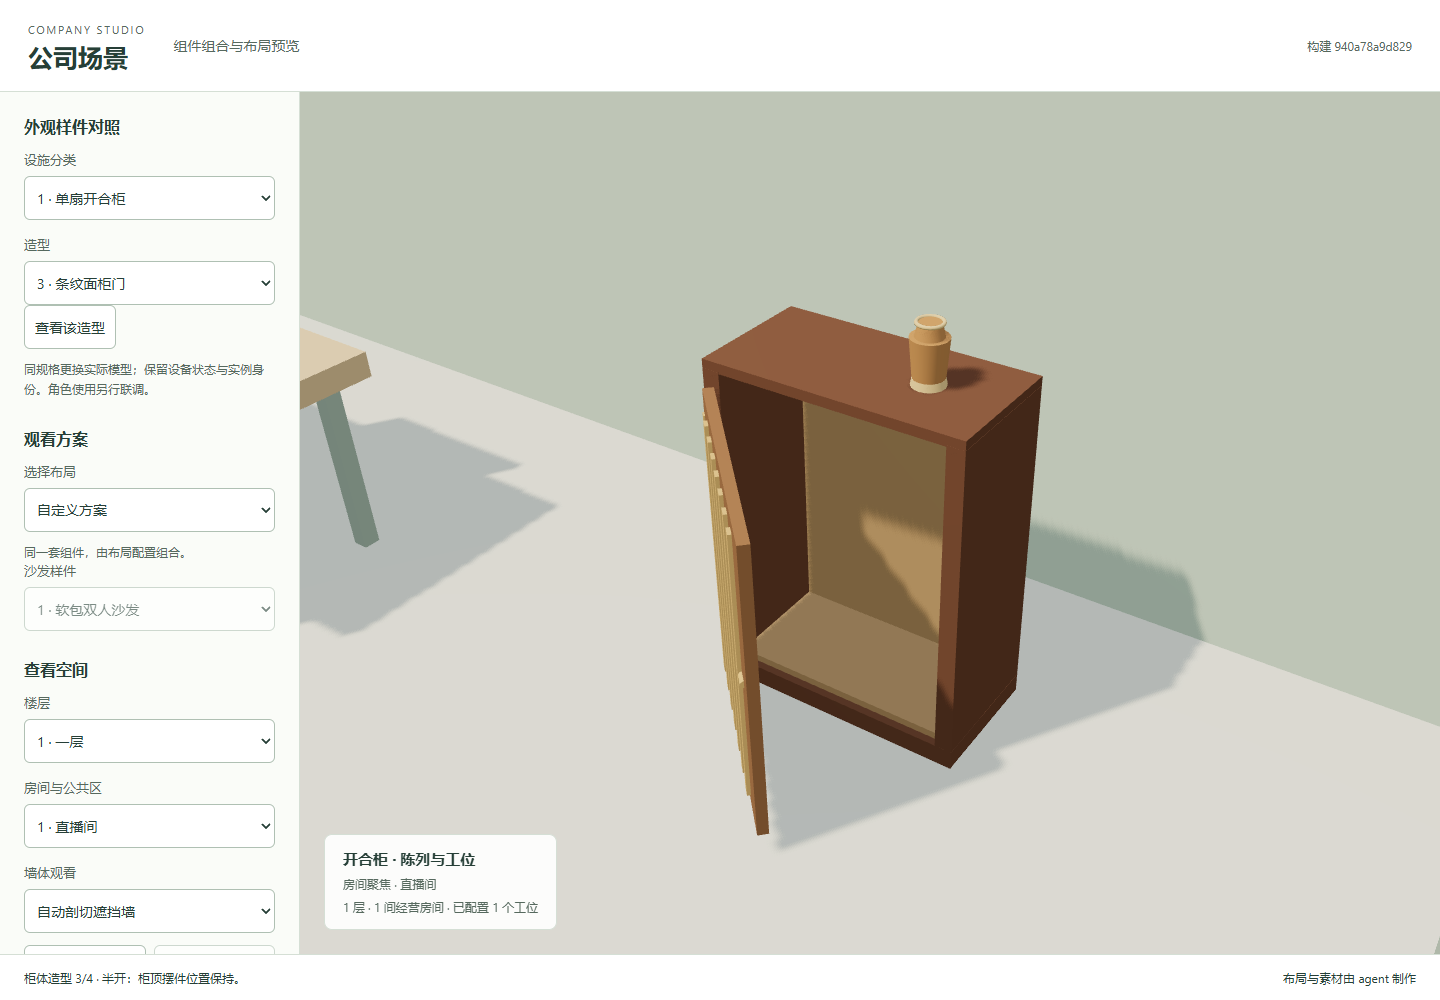 COMPANY STUDIO
公司场景
组件组合与布局预览
构建 940a78a9d829
外观样件对照
设施分类
1 · 单扇开合柜
造型
3 · 条纹面柜门
查看该造型
同规格更换实际模型；保留设备状态与实例身
份。角色使用另行联调。
观看方案
选择布局
自定义方案
同一套组件，由布局配置组合。
沙发样件
1 · 软包双人沙发
查看空间
楼层
1 · 一层
房间与公共区
1 · 直播间
墙体观看
自动剖切遮挡墙
开合柜 · 陈列与工位
房间聚焦 · 直播间
1 层 · 1 间经营房间 · 已配置 1 个工位
柜体造型 3/4 · 半开；柜顶摆件位置保持。
布局与素材由 agent 制作